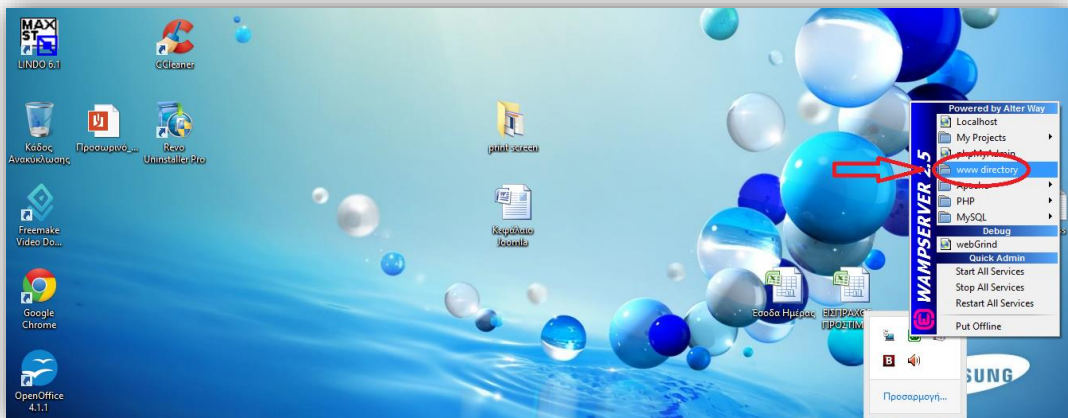 MAX
ST
LINDO 6.1
CCleaner
Κάδος
Ανακύκλωσης
Προσωρινό_...
Revo
Uninstaller Pro
print screen
Freemake
Video Do...
Κεφάλαιο
Joomla
Google
Chrome
Έσοδα Ημέρας
ΠΡΟΣΤΙΜ
OpenOffice
4.1.1
WAMPSERVER 2.5
Powered by Alter Way
Localhost
My Projects
phpMyAdmin
www directory
Apache
PHP
MySQL
Debug
webGrind
Quick Admin
Start All Services
Stop All Services
Restart All Services
Put Offline
B
SUNG
Προσαρμογή...